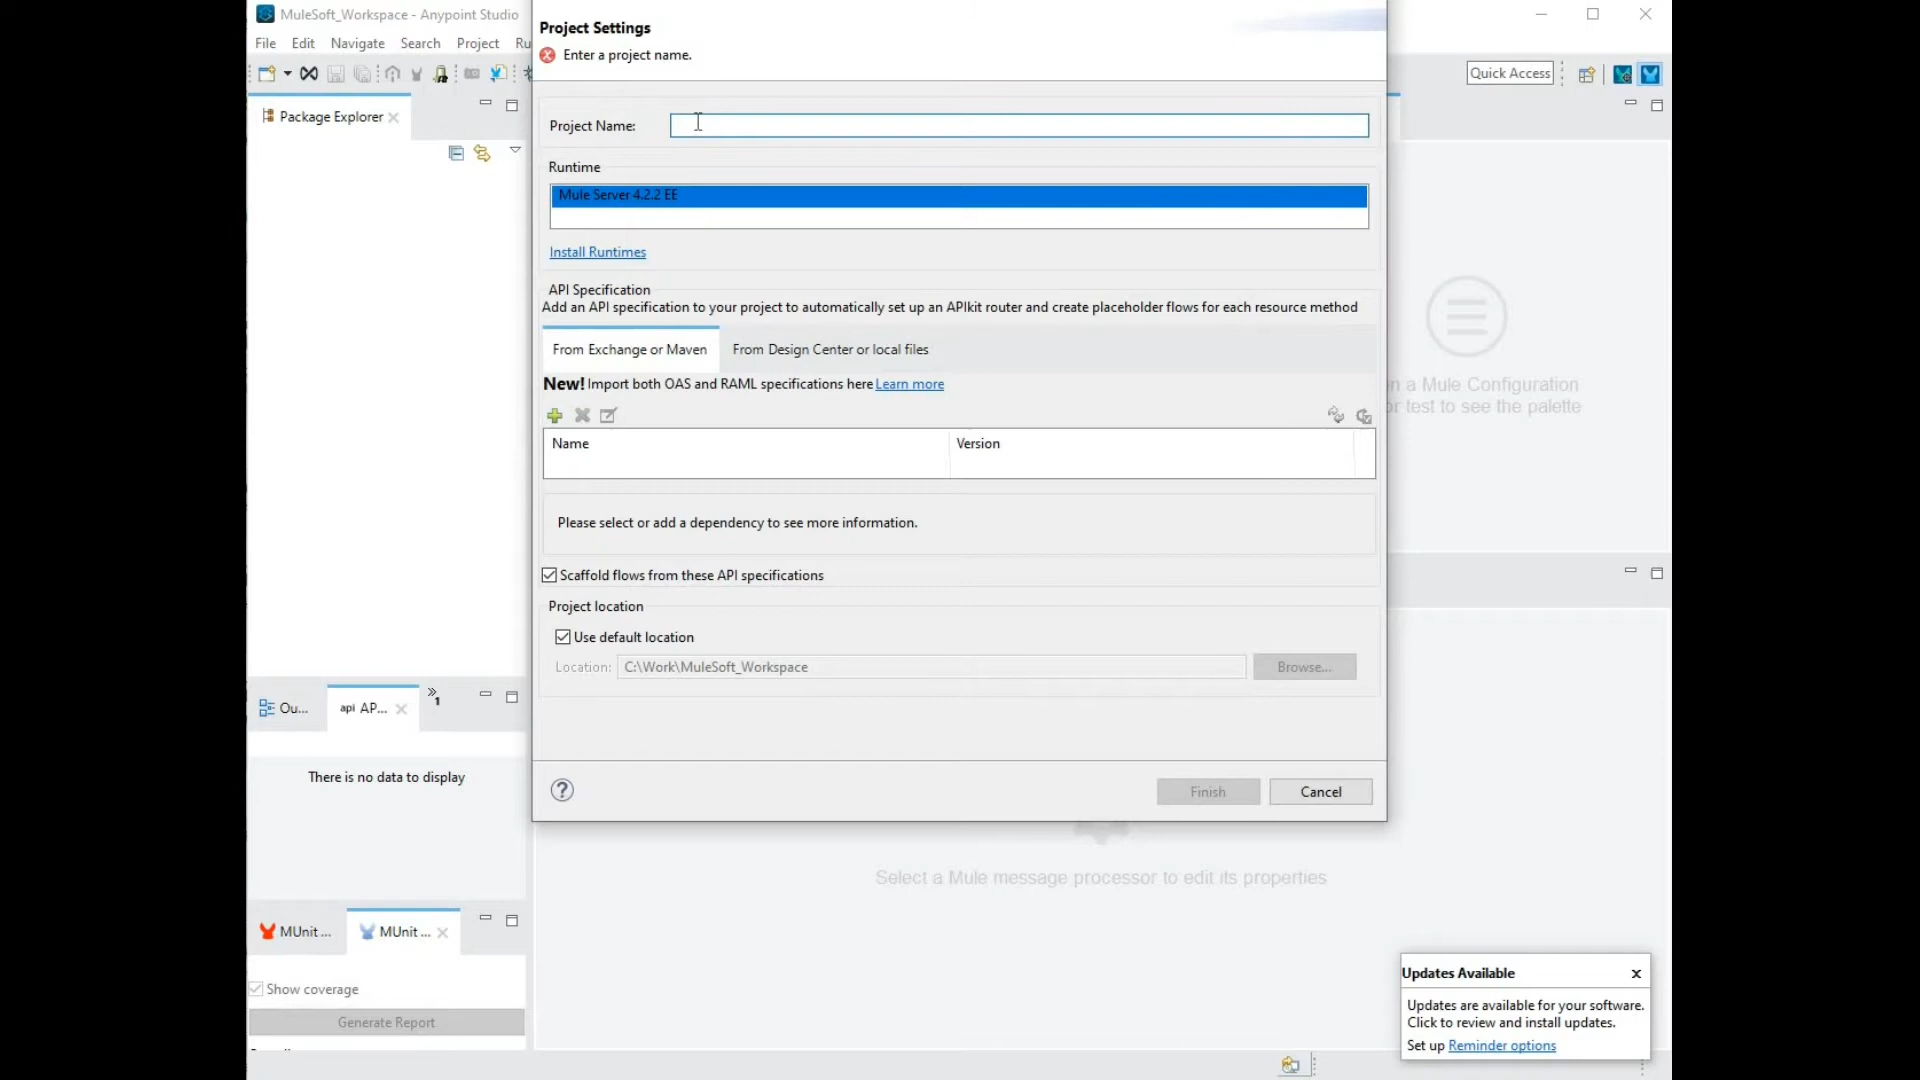 MuleSoft_Workspace - Anypoint Studio
File Edit Navigate Search Project Ru
Quick Access
Package Explorer
Project Settings
Enter a project name.
Project Name:
Runtime
Mule Server 4.2.2 EE
Install Runtimes
API Specification
Add an API specification to your project to automatically set up an APIkit router and create placeholder flows for each resource method
From Exchange or Maven From Design Center or local files
New! Import both OAS and RAML specifications here Learn more
Name Version
Please select or add a dependency to see more information.
Scaffold flows from these API specifications
Project location
Use default location
Location: C:\Work\MuleSoft_Workspace Browse...
? Finish Cancel
n a Mule Configuration
or test to see the palette
Ou... api AP... »1
There is no data to display
Select a Mule message processor to edit its properties
MUnit ... MUnit ...
Show coverage
Generate Report
Updates Available x
Updates are available for your software.
Click to review and install updates.
Set up Reminder options